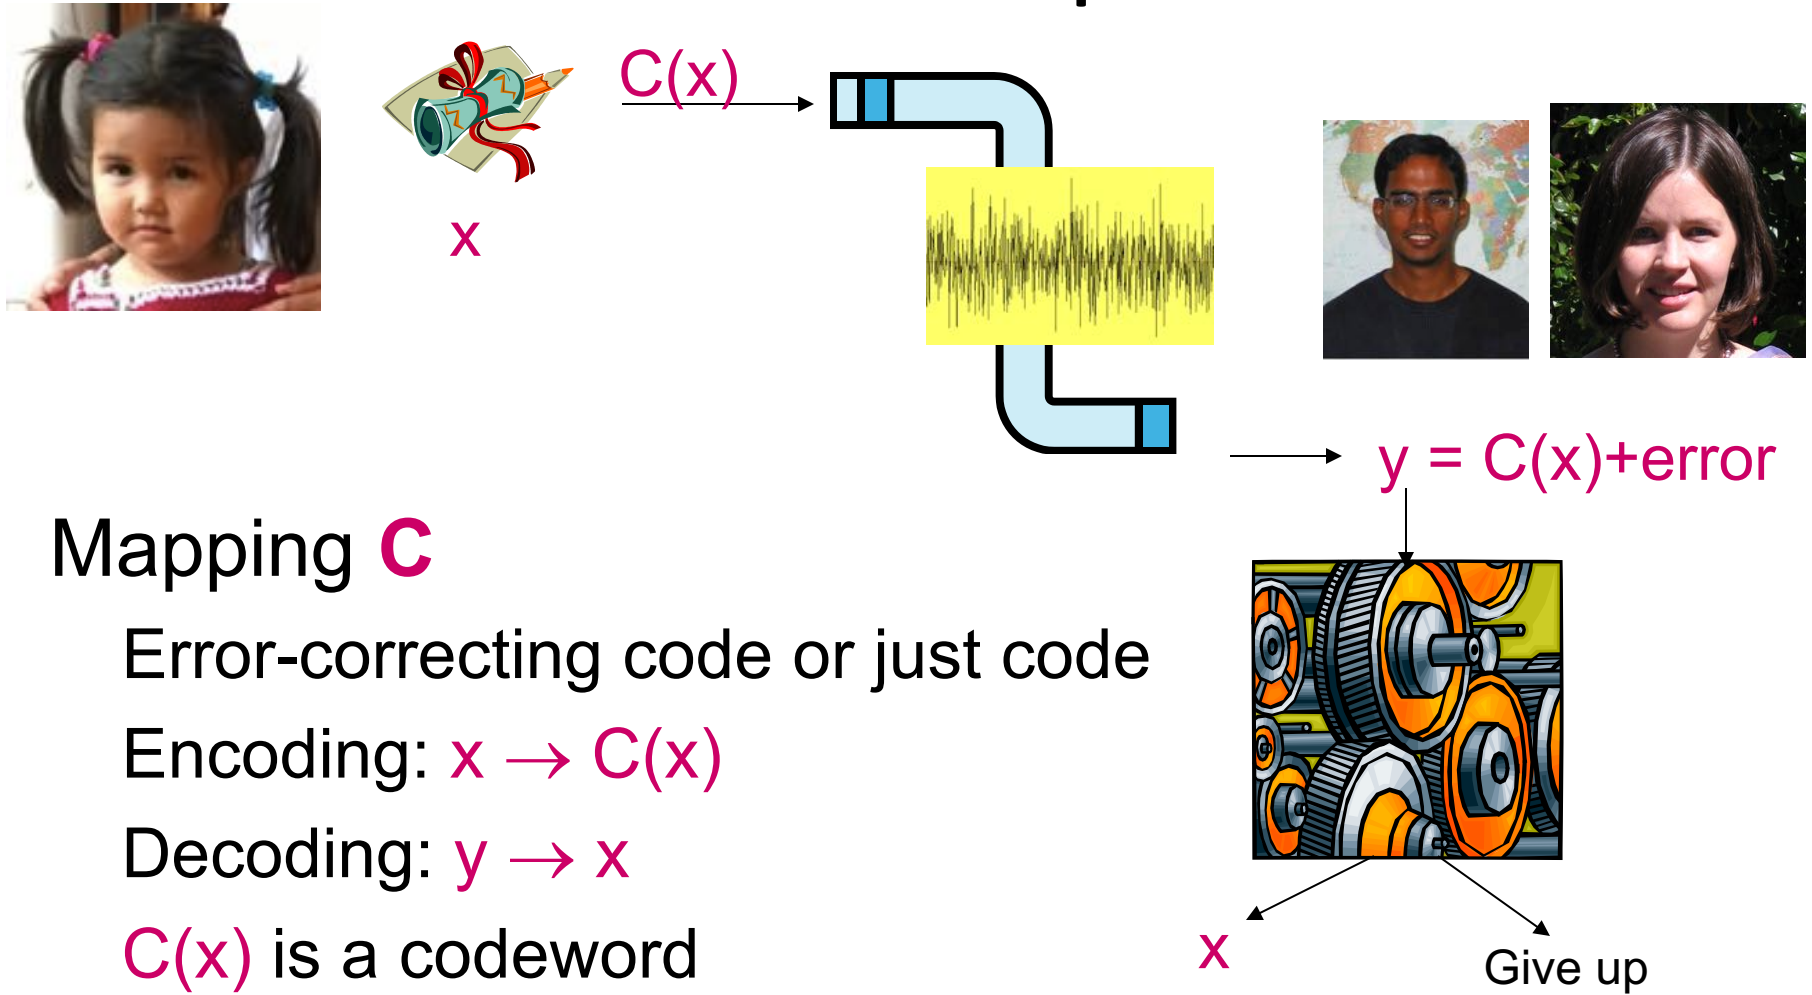 C(x)
x
y = C(x)+error
Mapping C
Error-correcting code or just code
Encoding: x → C(x)
Decoding: y → x
C(x) is a codeword
x
Give up